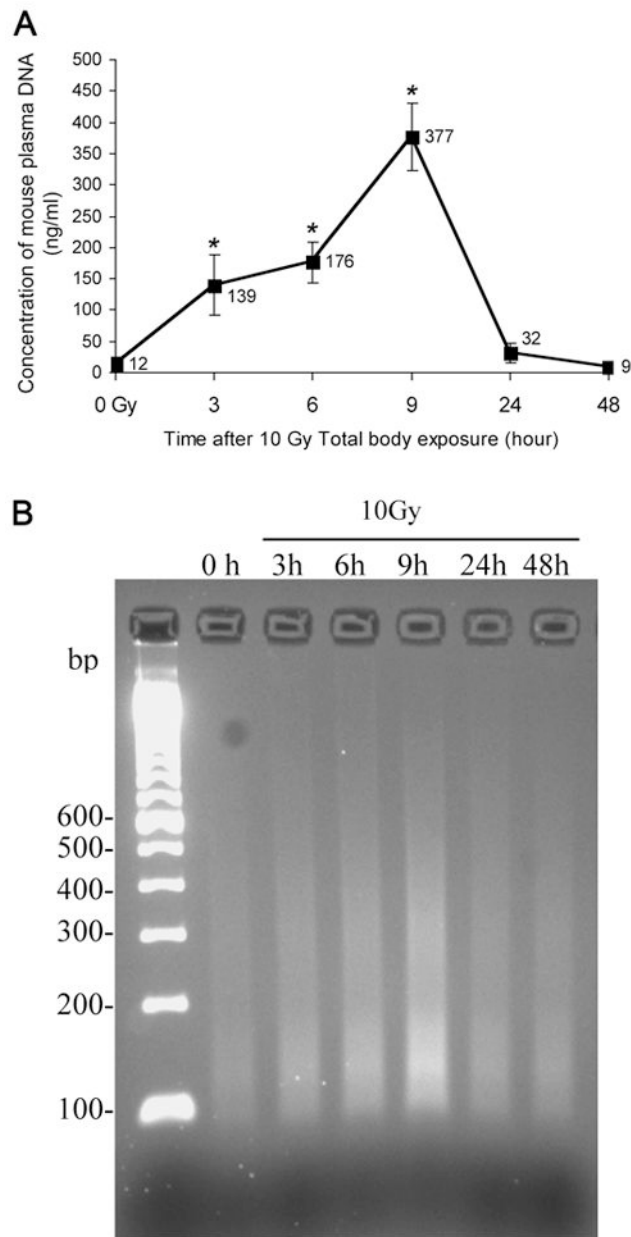 A
Concentration of mouse plasma DNA
(ng/ml)
500
450
400
350
300
250
200
150
100
50
0
*
*
*
12
139
176
377
32
9
0 Gy
3
6
9
24
48
Time after 10 Gy Total body exposure (hour)
B
10Gy
0 h
3h
6h
9h
24h
48h
bp
600-
500-
400-
300-
200-
100-